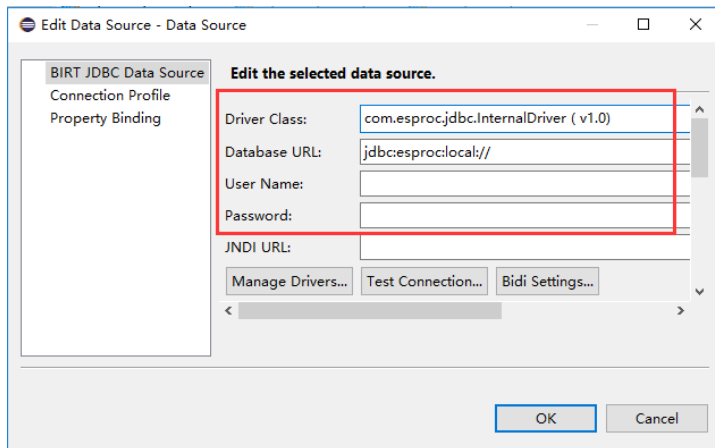 Edit Data Source - Data Source
BIRT JDBC Data Source
Connection Profile
Property Binding
Edit the selected data source.
Driver Class: com.esproc.jdbc.InternalDriver ( v1.0)
Database URL: jdbc:esproc:local://
User Name:
Password:
JNDI URL:
Manage Drivers... Test Connection... Bidi Settings...
OK Cancel